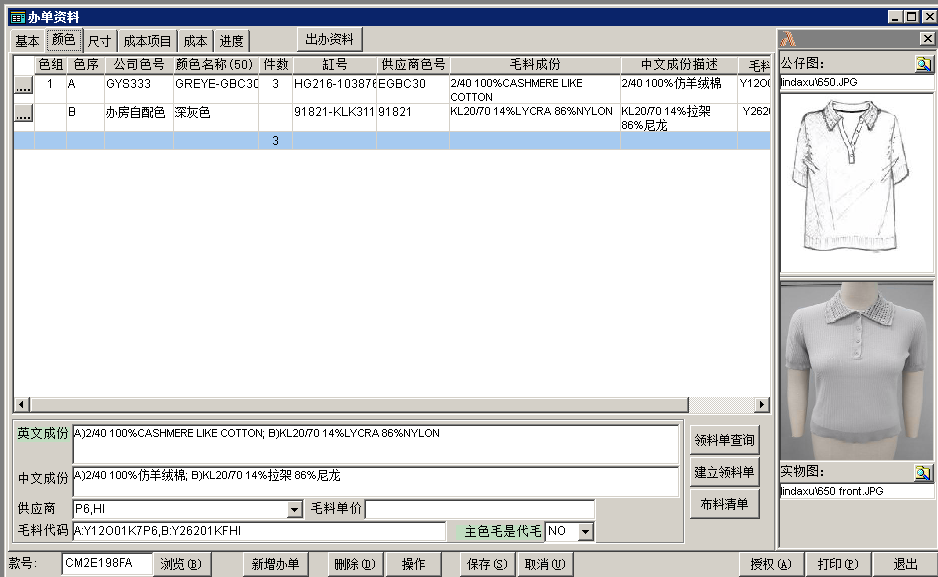 办单资料
基本 颜色 尺寸 成本项目 成本 进度 出办资料
色组 色序 公司色号 颜色名称(50) 件数 缸号 供应商色号 毛料成份 中文成份描述 毛料
.... 1 A GYS333 GREYE-GBC30 3 HG216-103876 EGBC30 2/40 100%CASHMERE LIKE COTTON 2/40 100%仿羊绒棉 Y12O0
.... B 办房自配色 深灰色 91821-KLK311 91821 KL20/70 14%LYCRA 86%NYLON KL20/70 14%拉架 86%尼龙 Y2620
3
公仔图:
lindaxu\650.JPG
实物图:
lindaxu\650 front.JPG
英文成份 A)2/40 100%CASHMERE LIKE COTTON; B)KL20/70 14%LYCRA 86%NYLON
中文成份 A)2/40 100%仿羊绒棉; B)KL20/70 14%拉架 86%尼龙
供应商 P6,HI 毛料单价
毛料代码 A:Y12O01K7P6,B:Y26201KFHI 主色毛是代毛 NO
领料单查询
建立领料单
布料清单
款号: CM2E198FA 浏览(B) 新增办单 删除(D) 操作 保存(S) 取消(U) 授权(A) 打印(P) 退出